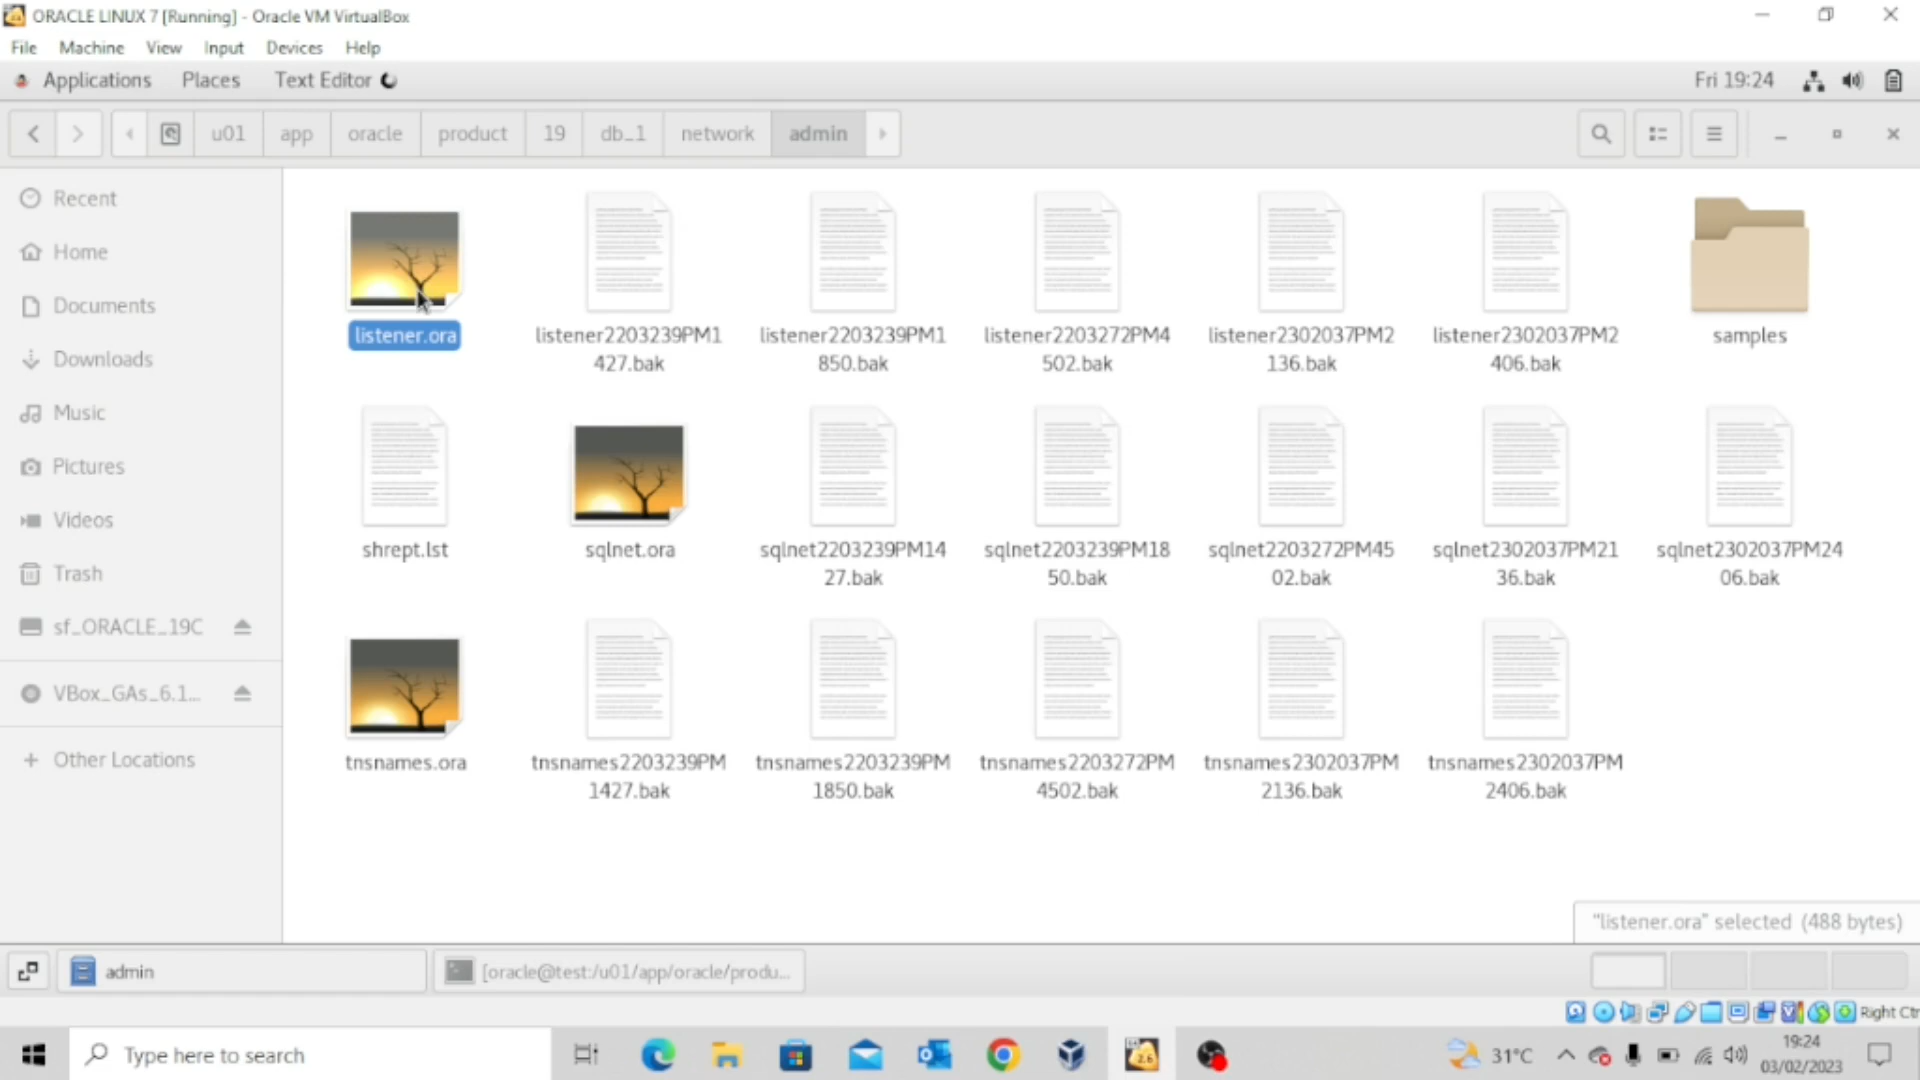 ORACLE LINUX 7 [Running] - Oracle VM VirtualBox
File Machine View Input Devices Help
Applications Places Text Editor Fri 19:24
u01 app oracle product 19 db_1 network admin
Recent
Home
Documents
Downloads
Music
Pictures
Videos
Trash
sf_ORACLE_19C
VBox_GAs_6.1...
+ Other Locations
listener.ora
listener2203239PM1
427.bak
listener2203239PM1
850.bak
listener2203272PM4
502.bak
listener2302037PM2
136.bak
listener2302037PM2
406.bak
samples
shrept.lst
sqlnet.ora
sqlnet2203239PM14
27.bak
sqlnet2203239PM18
50.bak
sqlnet2203272PM45
02.bak
sqlnet2302037PM21
36.bak
sqlnet2302037PM24
06.bak
tnsnames.ora
tnsnames2203239PM
1427.bak
tnsnames2203239PM
1850.bak
tnsnames2203272PM
4502.bak
tnsnames2302037PM
2136.bak
tnsnames2302037PM
2406.bak
"listener.ora" selected (488 bytes)
admin [oracle@test:/u01/app/oracle/produ...
Right Ctr
Type here to search
31°C
19:24
03/02/2023